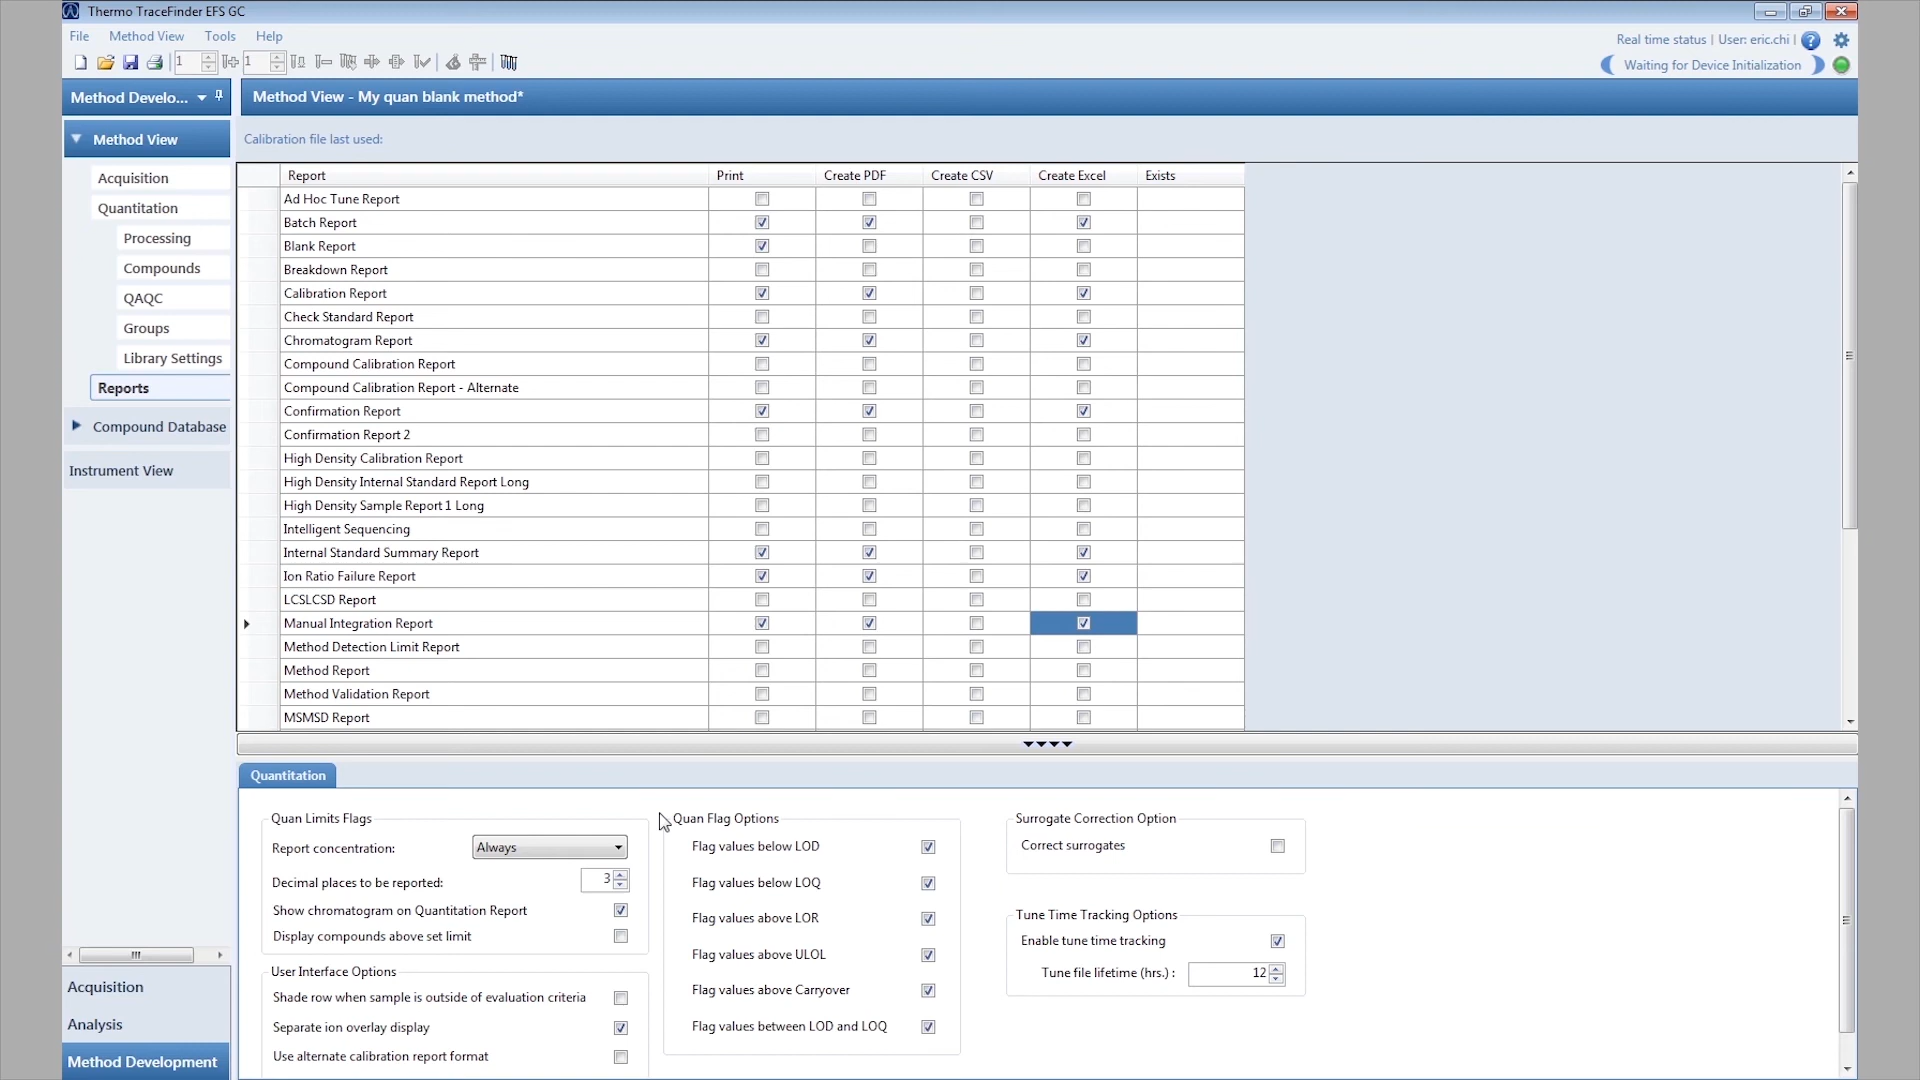 Thermo TraceFinder EFS GC
File Method View Tools Help
Real time status | User: eric.chi |
1 1
Waiting for Device Initialization
Method Develo...
Method View - My quan blank method*
Method View
Calibration file last used:
Acquisition
Quantitation
Processing
Compounds
QAQC
Groups
Library Settings
Reports
Compound Database
Instrument View
Report Print Create PDF Create CSV Create Excel Exists
Ad Hoc Tune Report
Batch Report
Blank Report
Breakdown Report
Calibration Report
Check Standard Report
Chromatogram Report
Compound Calibration Report
Compound Calibration Report - Alternate
Confirmation Report
Confirmation Report 2
High Density Calibration Report
High Density Internal Standard Report Long
High Density Sample Report 1 Long
Intelligent Sequencing
Internal Standard Summary Report
Ion Ratio Failure Report
LCSLCSD Report
Manual Integration Report
Method Detection Limit Report
Method Report
Method Validation Report
MSMSD Report
Quantitation
Quan Limits Flags
Report concentration: Always
Decimal places to be reported: 3
Show chromatogram on Quantitation Report
Display compounds above set limit
User Interface Options
Shade row when sample is outside of evaluation criteria
Separate ion overlay display
Use alternate calibration report format
Quan Flag Options
Flag values below LOD
Flag values below LOQ
Flag values above LOR
Flag values above ULOL
Flag values above Carryover
Flag values between LOD and LOQ
Surrogate Correction Option
Correct surrogates
Tune Time Tracking Options
Enable tune time tracking
Tune file lifetime (hrs.) : 12
Acquisition
Analysis
Method Development